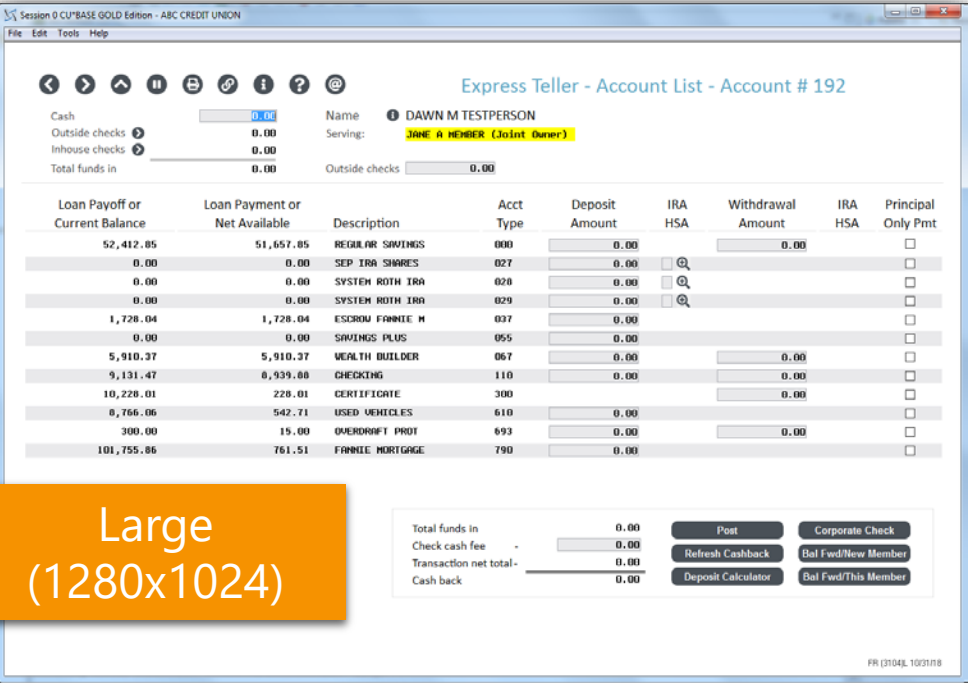 Session 0 CU*BASE GOLD Edition - ABC CREDIT UNION
File Edit Tools Help
Express Teller - Account List - Account # 192
Cash 0.00 Name DAWN M TESTPERSON
Outside checks 0.00 Serving: JANE A MEMBER (Joint Owner)
Inhouse checks 0.00
Total funds in 0.00 Outside checks 0.00
Loan Payoff or Loan Payment or Acct Deposit IRA Withdrawal IRA Principal
Current Balance Net Available Description Type Amount HSA Amount HSA Only Pmt
52,412.85 51,657.85 REGULAR SAVINGS 000 0.00 0.00
0.00 0.00 SEP IRA SHARES 027 0.00
0.00 0.00 SYSTEM ROTH IRA 028 0.00
0.00 0.00 SYSTEM ROTH IRA 029 0.00
1,728.04 1,728.04 ESCROW FANNIE M 037 0.00
0.00 0.00 SAVINGS PLUS 055 0.00
5,910.37 5,910.37 WEALTH BUILDER 067 0.00 0.00
9,131.47 8,939.88 CHECKING 110 0.00 0.00
10,228.01 228.01 CERTIFICATE 300 0.00
8,766.06 542.71 USED VEHICLES 610 0.00
300.00 15.00 OVERDRAFT PROT 693 0.00 0.00
101,755.86 761.51 FANNIE MORTGAGE 790 0.00
Large
(1280x1024)
Total funds in 0.00 Post Corporate Check
Check cash fee - 0.00 Refresh Cashback Bal Fwd/New Member
Transaction net total - 0.00
Cash back 0.00 Deposit Calculator Bal Fwd/This Member
FR (3104)L 10/31/18